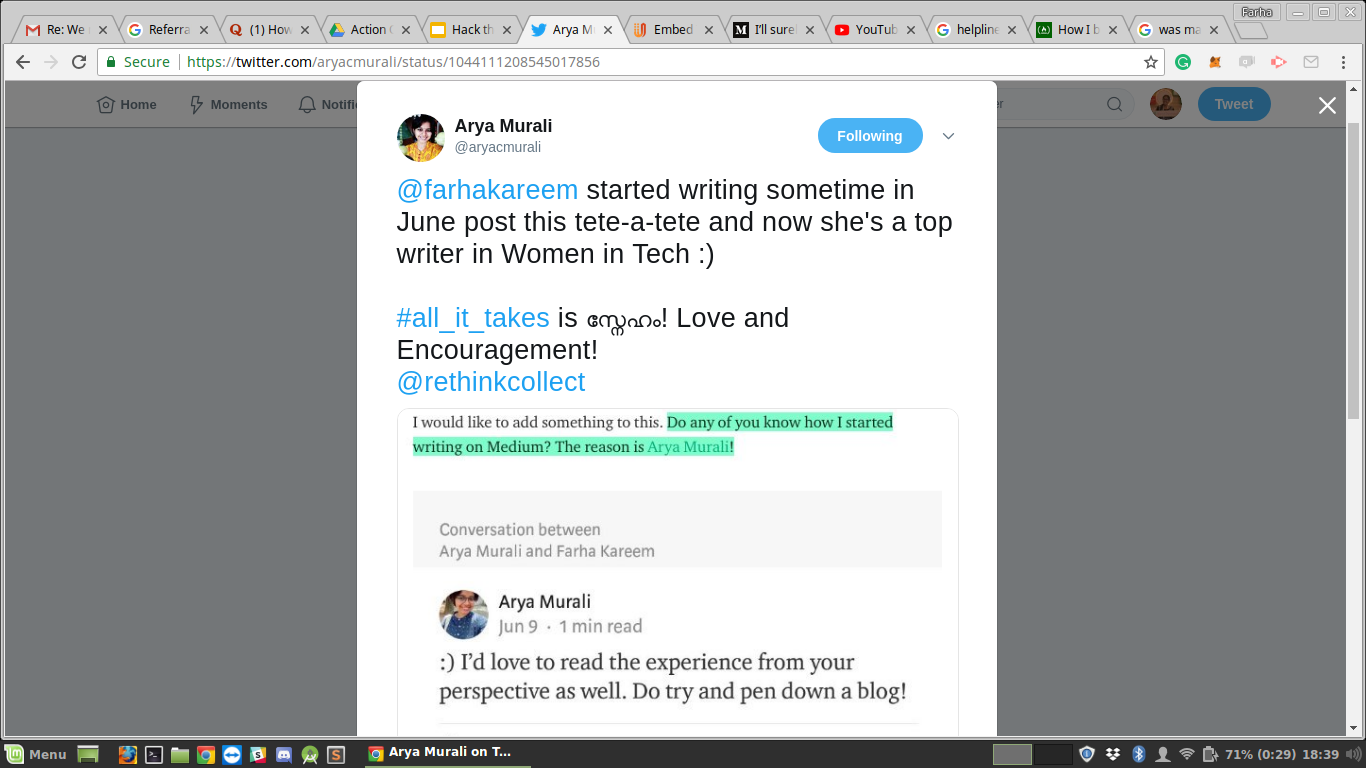 Farha
Re: We
Referra
(1) How
Action
Hack th
Arya M
Embed
I'll surel
YouTub
helpline
How I b
was ma
Secure
https://twitter.com/aryacmurali/status/1044111208545017856
Home
Moments
Notifi
er
Tweet
Arya Murali
@aryacmurali
Following
@farhakareem started writing sometime in
June post this tete-a-tete and now she's a top
writer in Women in Tech :)
#all_it_takes is സ്നേഹം! Love and
Encouragement!
@rethinkcollect
I would like to add something to this. Do any of you know how I started
writing on Medium? The reason is Arya Murali!
Conversation between
Arya Murali and Farha Kareem
Arya Murali
Jun 9 · 1 min read
:) I'd love to read the experience from your
perspective as well. Do try and pen down a blog!
Menu
Arya Murali on T...
71% (0:29) 18:39